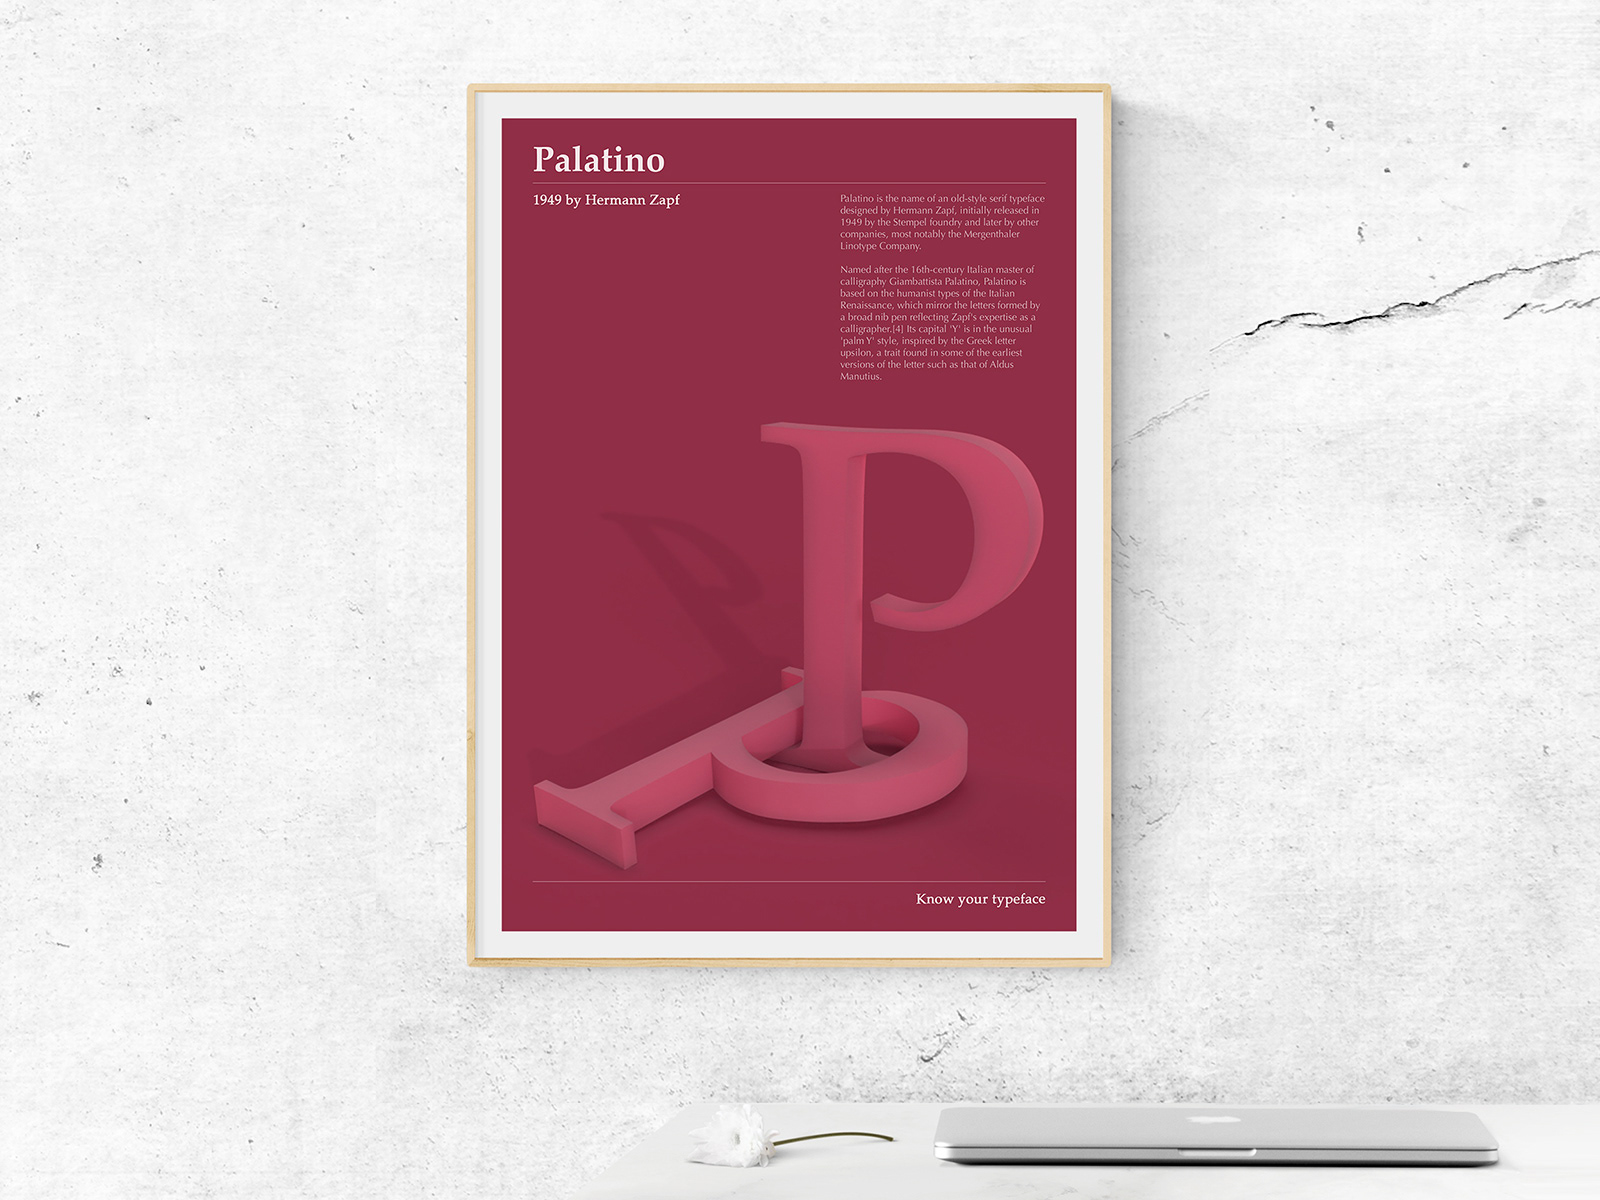 Palatino
1949 by Hermann Zapf
Palatino is the name of an old-style serif typeface
designed by Hermann Zapf, initially released in
1949 by the Stempel foundry and later by other
companies, most notably the Mergenthaler
Linotype Company.
Named after the 16th-century Italian master of
calligraphy Giambattista Palatino, Palatino is
based on the humanist types of the Italian
Renaissance, which mirror the letters formed by
a broad nib pen reflecting Zapf's expertise as a
calligrapher.[4] Its capital 'Y' is in the unusual
'palm Y' style, inspired by the Greek letter
upsilon, a trait found in some of the earliest
versions of the letter such as that of Aldus
Manutius.
P
P
Know your typeface